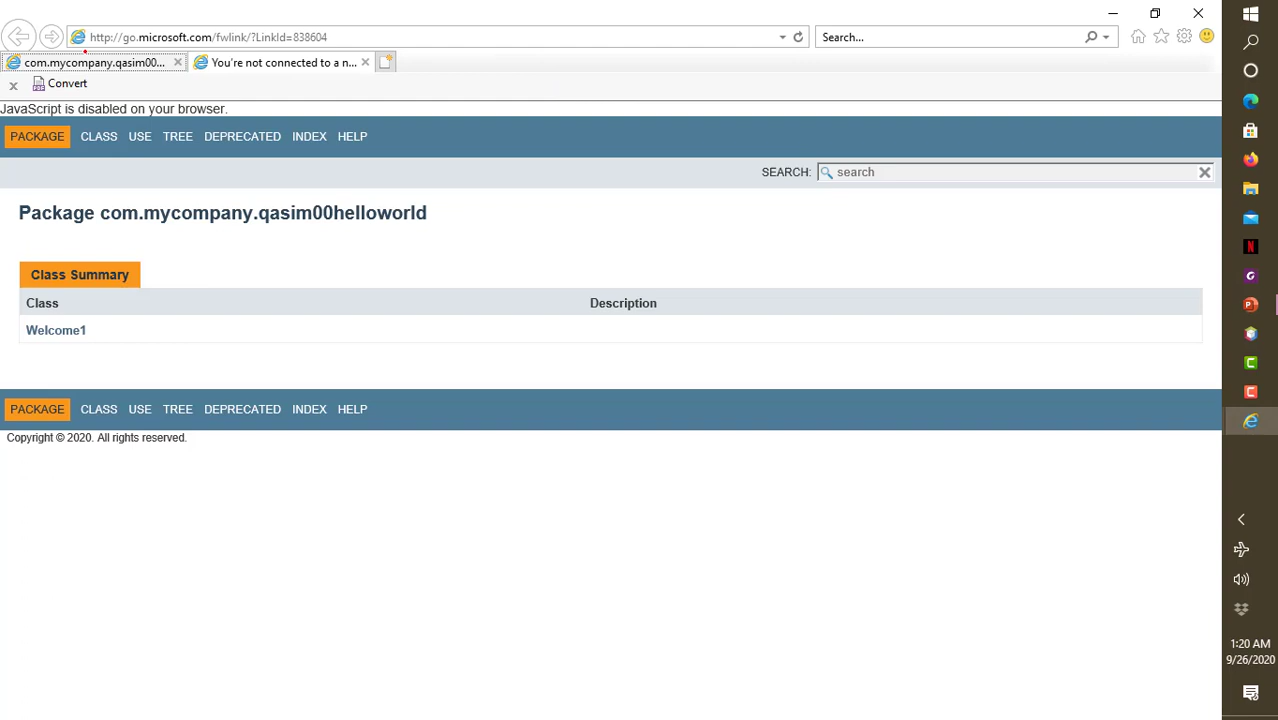 http://go.microsoft.com/fwlink/?LinkId=838604
Search...
com.mycompany.qasim00...
You're not connected to a n...
x Convert
JavaScript is disabled on your browser.
PACKAGE CLASS USE TREE DEPRECATED INDEX HELP
SEARCH: search
Package com.mycompany.qasim00helloworld
Class Summary
Class Description
Welcome1
PACKAGE CLASS USE TREE DEPRECATED INDEX HELP
Copyright © 2020. All rights reserved.
1:20 AM
9/26/2020